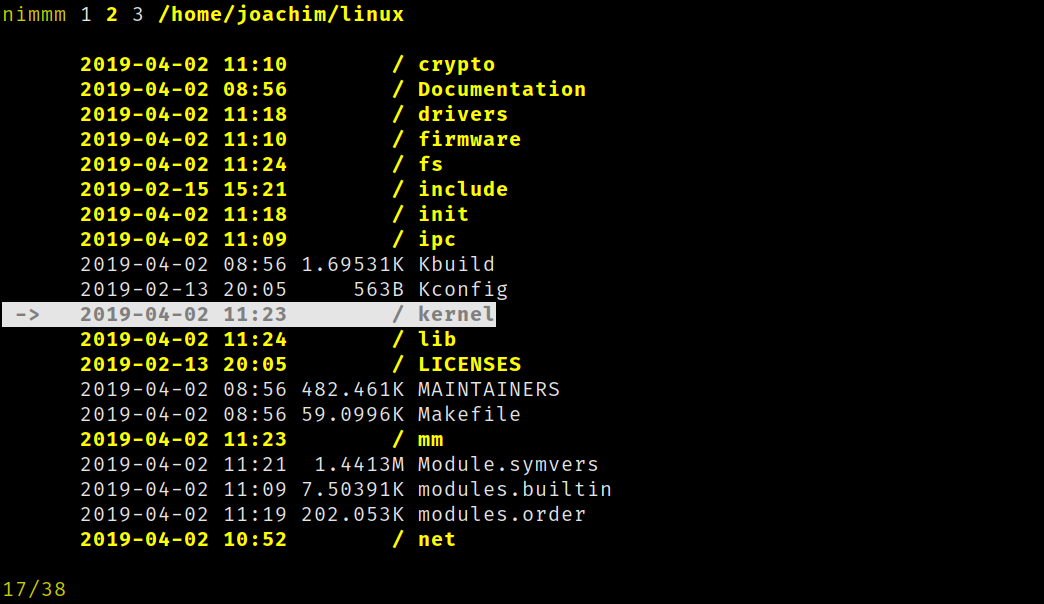 nimmm 1 2 3 /home/joachim/linux
2019-04-02 11:10 / crypto
2019-04-02 08:56 / Documentation
2019-04-02 11:18 / drivers
2019-04-02 11:10 / firmware
2019-04-02 11:24 / fs
2019-02-15 15:21 / include
2019-04-02 11:18 / init
2019-04-02 11:09 / ipc
2019-04-02 08:56 1.69531K Kbuild
2019-02-13 20:05 563B Kconfig
-> 2019-04-02 11:23 / kernel
2019-04-02 11:24 / lib
2019-02-13 20:05 / LICENSES
2019-04-02 08:56 482.461K MAINTAINERS
2019-04-02 08:56 59.0996K Makefile
2019-04-02 11:23 / mm
2019-04-02 11:21 1.4413M Module.symvers
2019-04-02 11:09 7.50391K modules.builtin
2019-04-02 11:19 202.053K modules.order
2019-04-02 10:52 / net
17/38